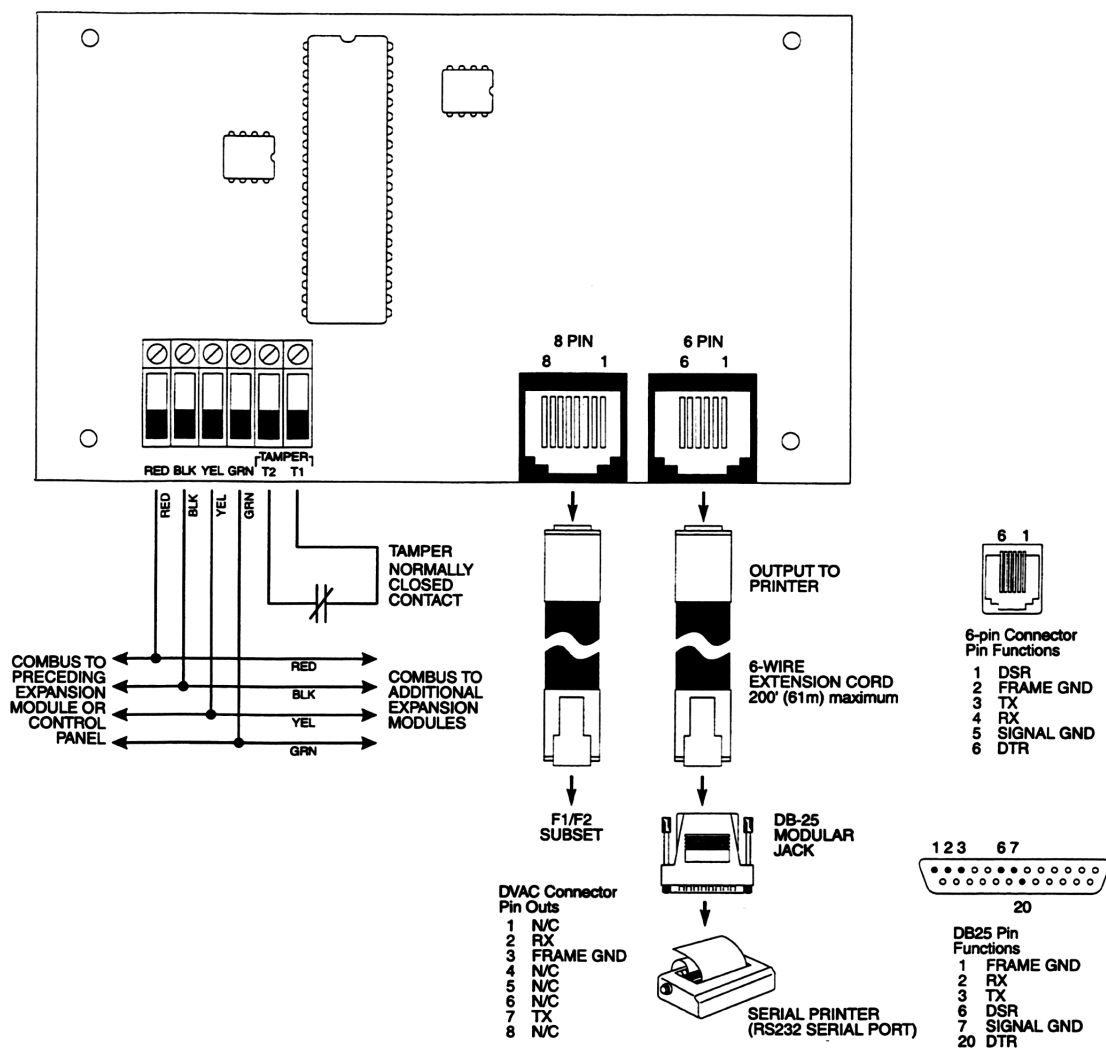 8 PIN
6 PIN
8 1
6 1
RED BLK YEL GRN
TAMPER
T2 T1
RED
BLK
YEL
GRN
TAMPER
NORMALLY
CLOSED
CONTACT
COMBUS TO
PRECEDING
EXPANSION
MODULE OR
CONTROL
PANEL
RED
BLK
YEL
GRN
COMBUS TO
ADDITIONAL
EXPANSION
MODULES
OUTPUT TO
PRINTER
6-WIRE
EXTENSION CORD
200' (61m) maximum
F1/F2
SUBSET
DB-25
MODULAR
JACK
DVAC Connector
Pin Outs
1 N/C
2 RX
3 FRAME GND
4 N/C
5 N/C
6 N/C
7 TX
8 N/C
SERIAL PRINTER
(RS232 SERIAL PORT)
6 1
6-pin Connector
Pin Functions
1 DSR
2 FRAME GND
3 TX
4 RX
5 SIGNAL GND
6 DTR
1 2 3 6 7
20
DB25 Pin
Functions
1 FRAME GND
2 RX
3 TX
6 DSR
7 SIGNAL GND
20 DTR